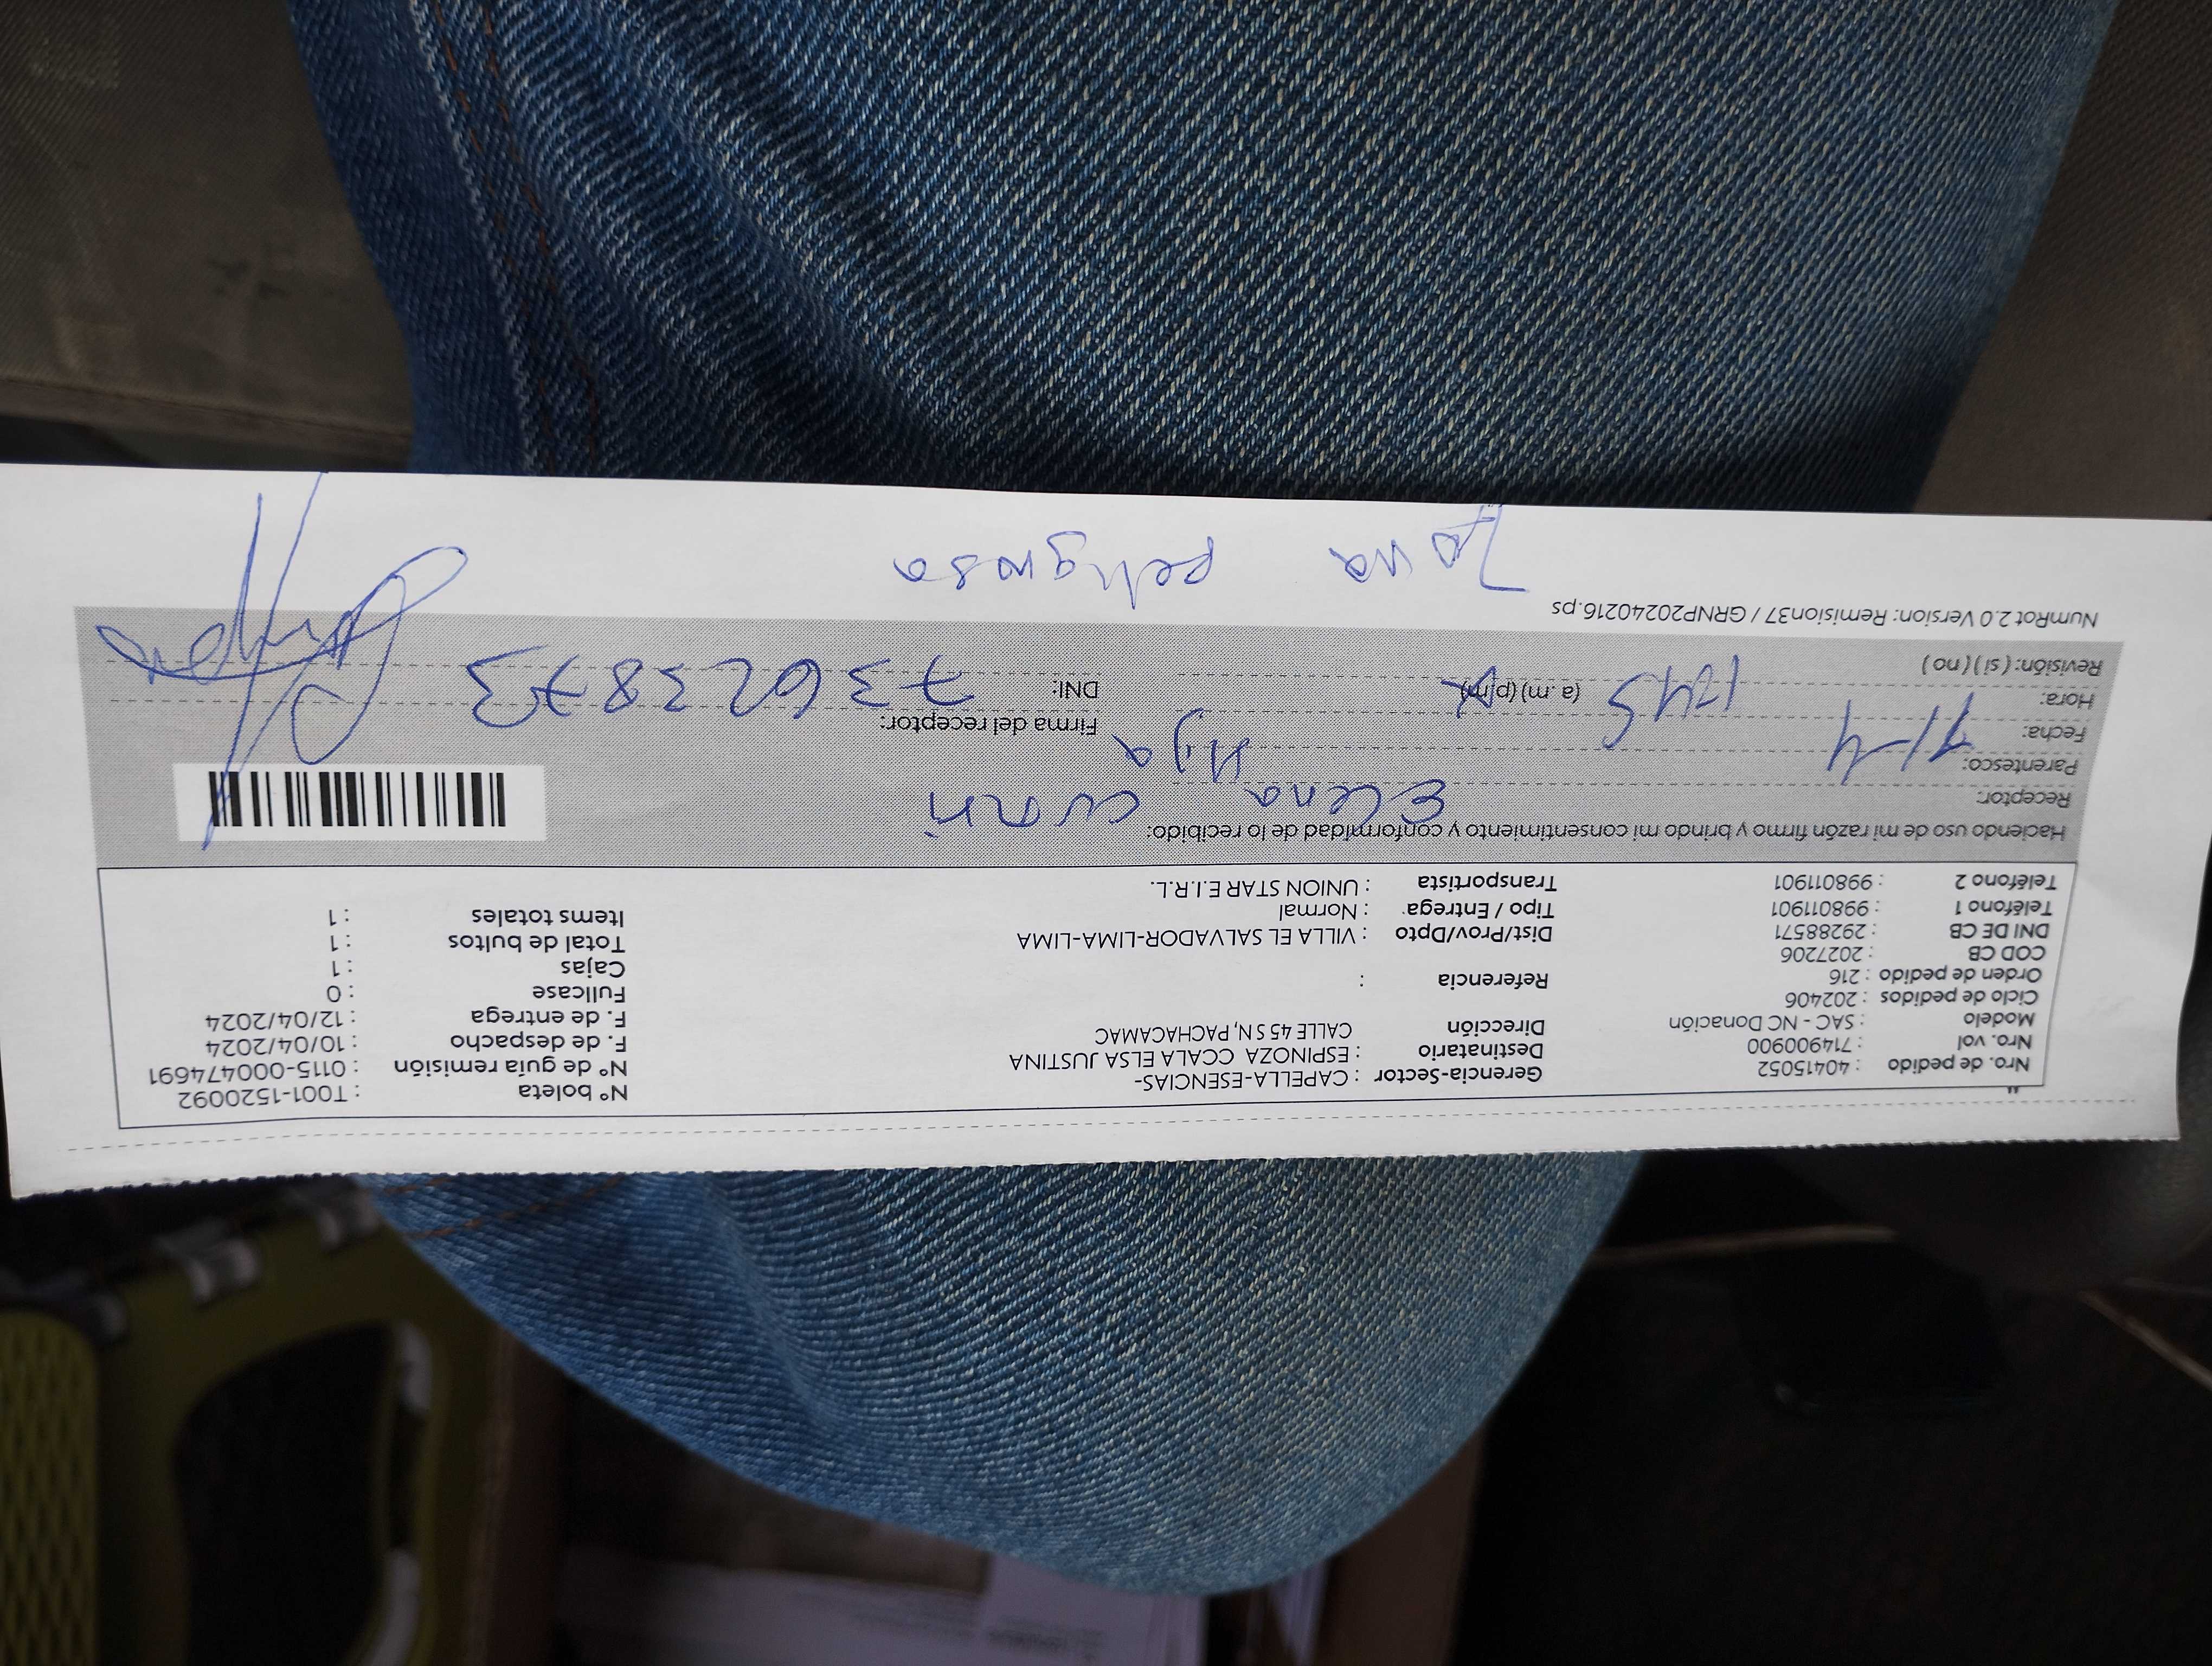 Nro. de pedido : 40415052 Gerencia-Sector : CAPELLA-ESENCIAS- N° boleta : T001-1520092
Nro. vol : 714900900 Destinatario : ESPINOZA CCALA ELSA JUSTINA N° de guía remisión : 0115-000474691
Modelo : SAC - NC Donación Dirección CALLE 45 S N, PACHACAMAC F. de despacho : 10/04/2024
Ciclo de pedidos : 202406 F. de entrega : 12/04/2024
Orden de pedido : 216 Referencia : Fullcase : 0
COD CB : 2027206 Cajas : 1
DNI DE CB : 29288571 Dist/Prov/Dpto : VILLA EL SALVADOR-LIMA-LIMA Total de bultos : 1
Teléfono 1 : 998011901 Tipo / Entrega : Normal Items totales : 1
Teléfono 2 : 998011901 Transportista : UNION STAR E.I.R.L.
Haciendo uso de mi razón firmo y brindo mi consentimiento y conformidad de lo recibido:
Receptor: Elena
Parentesco: Hija
Fecha: 11-4 Firma del receptor:
Hora: 1245 (a.m) (p/m) DNI: 73623873
Revisión: ( si ) ( no )
NumRot 2.0 Version: Remision37 / GRNP20240216.ps
Zona peligrosa